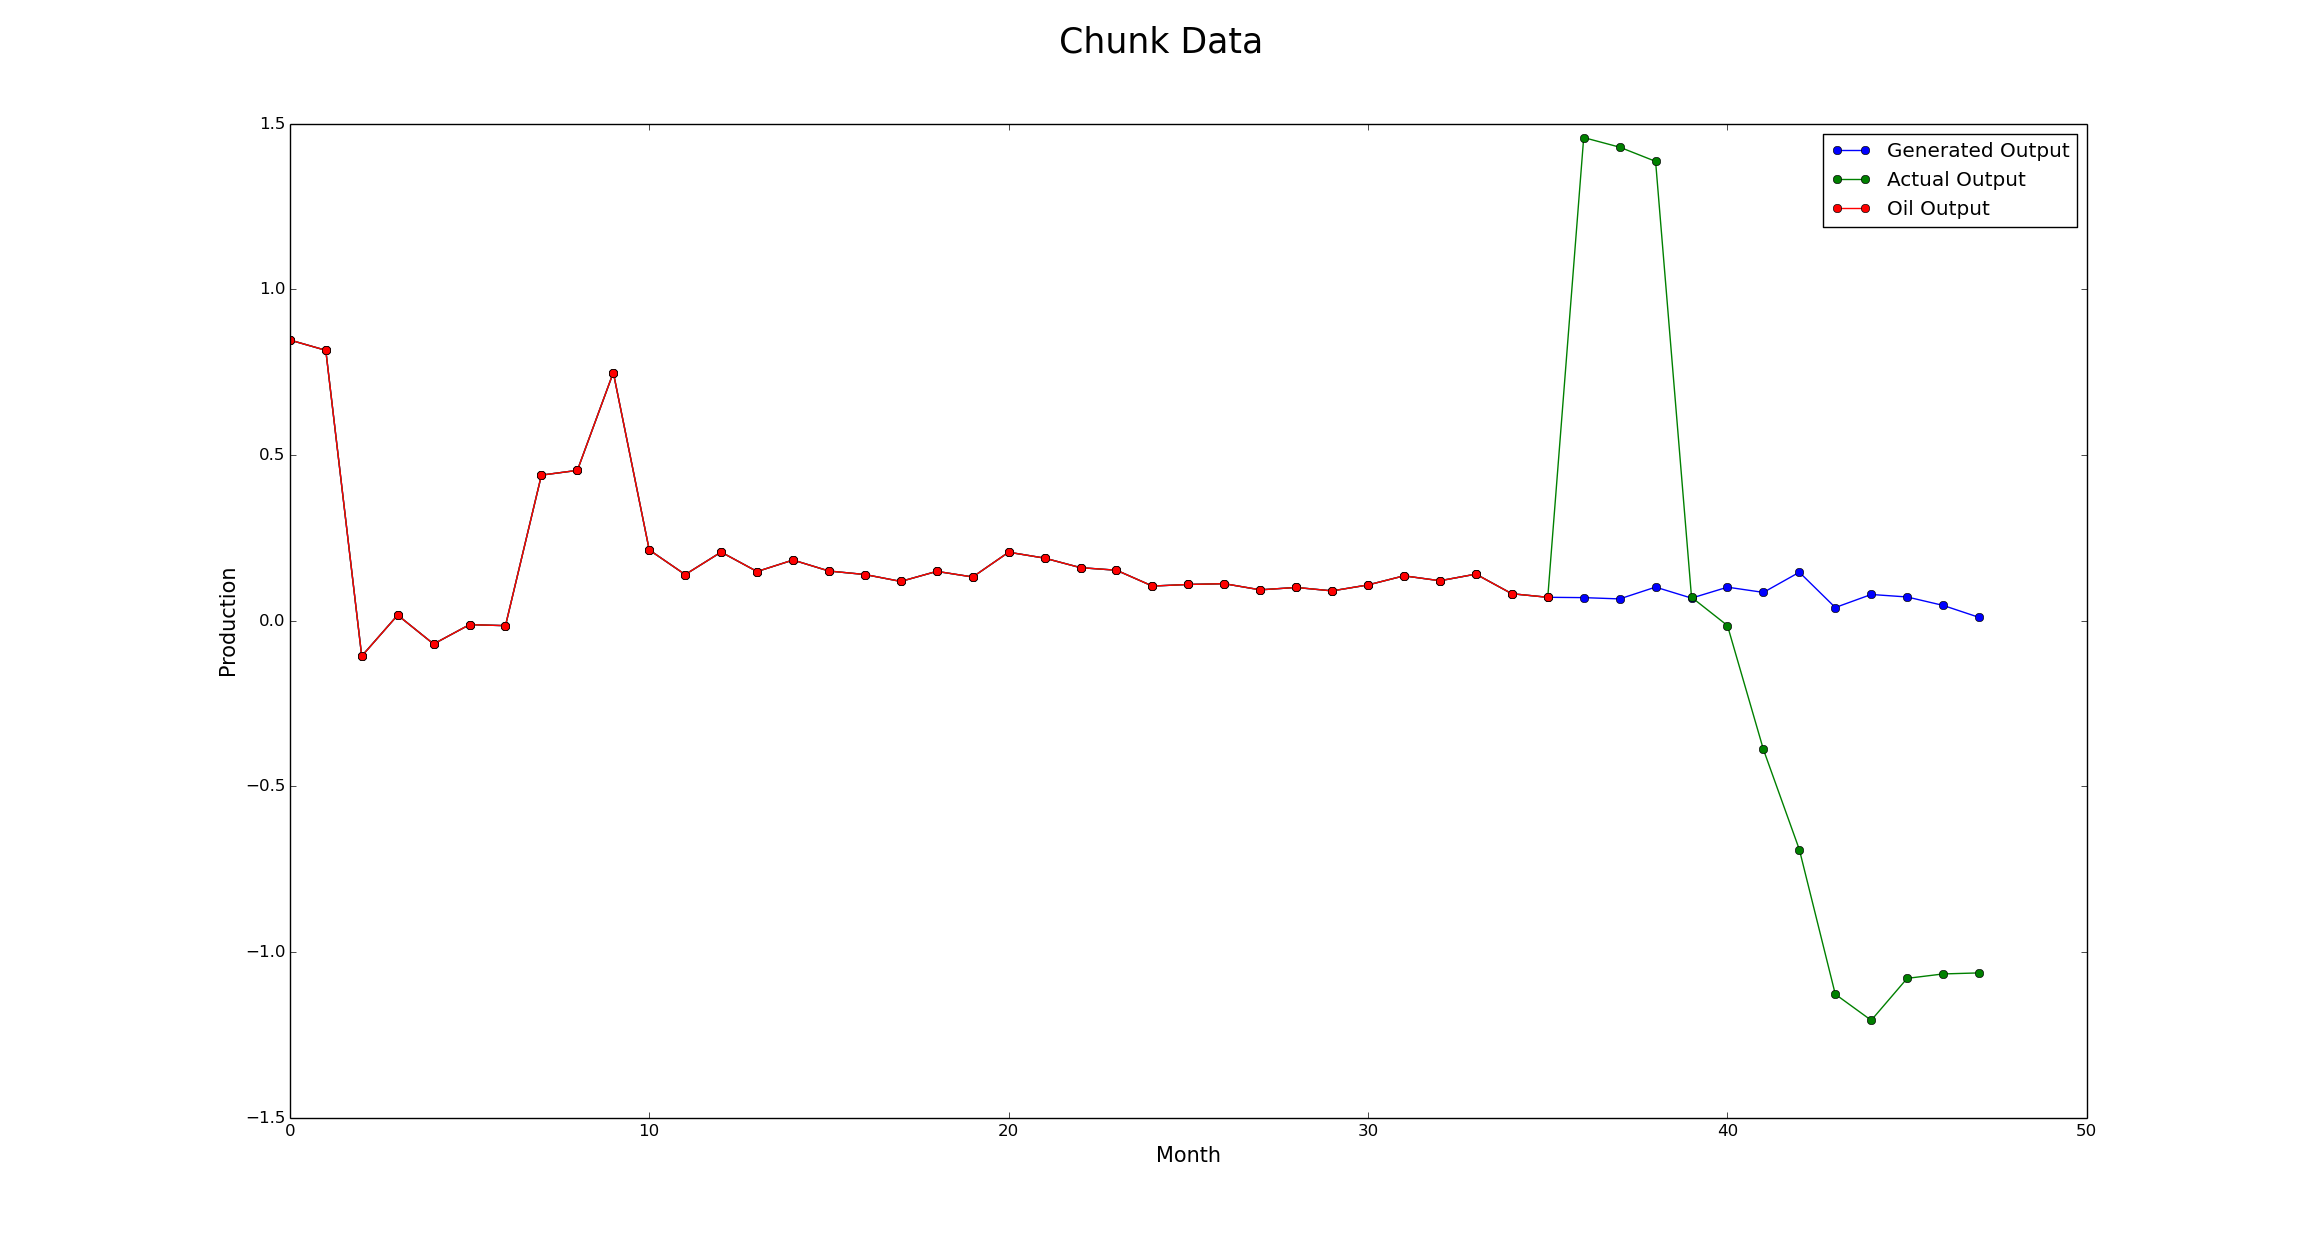 Chunk Data
1.5
1.0
0.5
0.0
−0.5
−1.0
−1.5
Production
0 10 20 30 40 50
Month
Generated Output
Actual Output
Oil Output